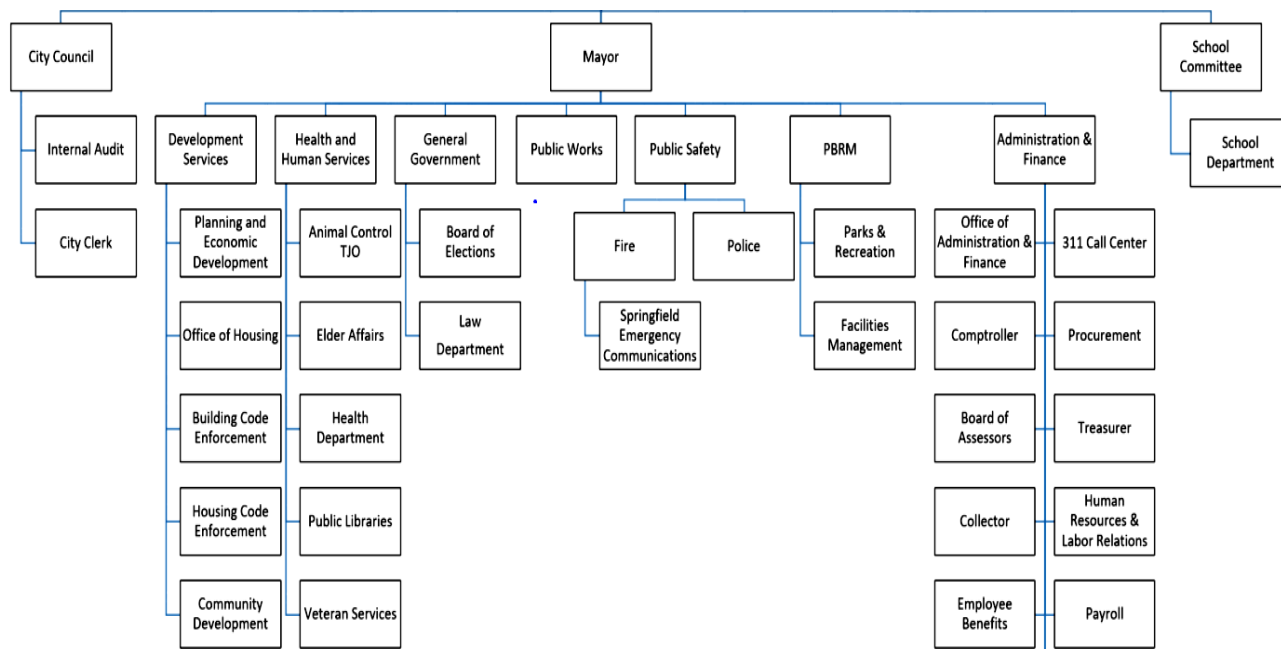 City Council
Mayor
School
Committee
Internal Audit
Development
Services
Health and
Human Services
General
Government
Public Works
Public Safety
PBRM
Administration &
Finance
School
Department
City Clerk
Planning and
Economic
Development
Animal Control
TJO
Board of
Elections
Fire
Police
Parks &
Recreation
Office of
Administration &
Finance
311 Call Center
Office of Housing
Elder Affairs
Law
Department
Springfield
Emergency
Communications
Facilities
Management
Comptroller
Procurement
Building Code
Enforcement
Health
Department
Board of
Assessors
Treasurer
Housing Code
Enforcement
Public Libraries
Collector
Human
Resources &
Labor Relations
Community
Development
Veteran Services
Employee
Benefits
Payroll